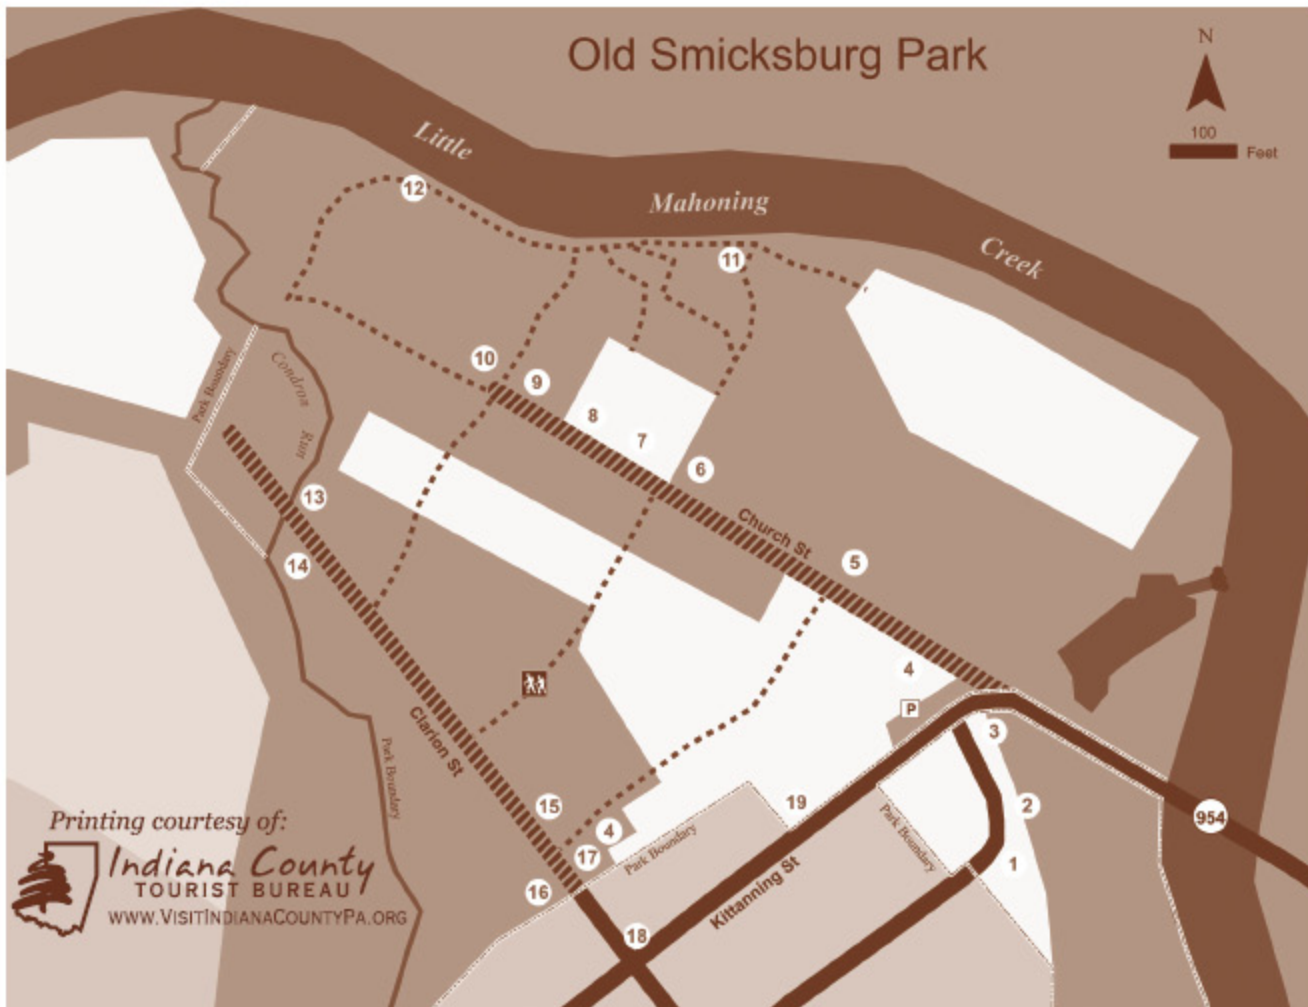 Old Smicksburg Park
N
100
Feet
Little
Mahoning
Creek
12
11
10
9
8
7
6
Park Boundary
Condron
Run
13
14
Church St
5
4
P
3
Clarion St
Park Boundary
2
954
15
4
17
16
19
Park Boundary
Park Boundary
1
Kittanning St
18
Printing courtesy of:
Indiana County
TOURIST BUREAU
WWW.VISITINDIANACOUNTYPA.ORG